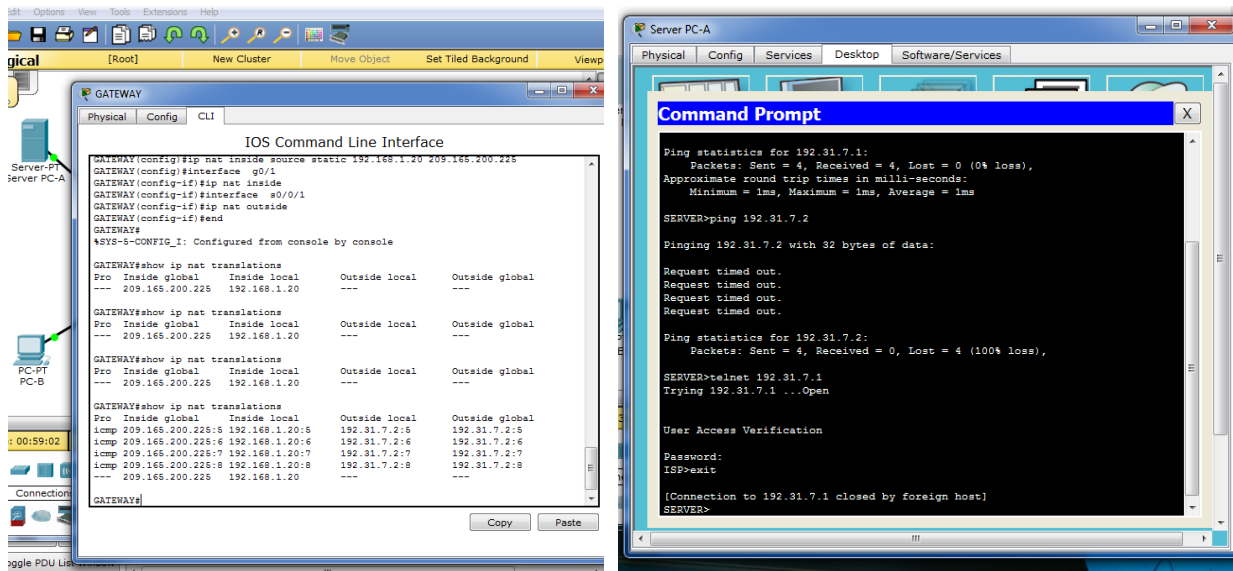 Edit Options View Tools Extensions Help
[Root] New Cluster Move Object Set Tiled Background
Server-PT
Server PC-A
PC-PT
PC-B
: 00:59:02
Connection
GATEWAY
Physical Config CLI
IOS Command Line Interface
GATEWAY(config)#ip nat inside source static 192.168.1.20 209.165.200.225
GATEWAY(config)#interface g0/1
GATEWAY(config-if)#ip nat inside
GATEWAY(config-if)#interface s0/0/1
GATEWAY(config-if)#ip nat outside
GATEWAY(config-if)#end
GATEWAY#
%SYS-5-CONFIG_I: Configured from console by console
GATEWAY#show ip nat translations
Pro Inside global Inside local Outside local Outside global
--- 209.165.200.225 192.168.1.20 --- ---
GATEWAY#show ip nat translations
Pro Inside global Inside local Outside local Outside global
--- 209.165.200.225 192.168.1.20 --- ---
GATEWAY#show ip nat translations
Pro Inside global Inside local Outside local Outside global
--- 209.165.200.225 192.168.1.20 --- ---
GATEWAY#show ip nat translations
Pro Inside global Inside local Outside local Outside global
icmp 209.165.200.225:5 192.168.1.20:5 192.31.7.2:5 192.31.7.2:5
icmp 209.165.200.225:6 192.168.1.20:6 192.31.7.2:6 192.31.7.2:6
icmp 209.165.200.225:7 192.168.1.20:7 192.31.7.2:7 192.31.7.2:7
icmp 209.165.200.225:8 192.168.1.20:8 192.31.7.2:8 192.31.7.2:8
--- 209.165.200.225 192.168.1.20 --- ---
GATEWAY#
Copy Paste
Server PC-A
Physical Config Services Desktop Software/Services
Command Prompt X
Ping statistics for 192.31.7.1:
Packets: Sent = 4, Received = 4, Lost = 0 (0% loss),
Approximate round trip times in milli-seconds:
Minimum = 1ms, Maximum = 1ms, Average = 1ms
SERVER>ping 192.31.7.2
Pinging 192.31.7.2 with 32 bytes of data:
Request timed out.
Request timed out.
Request timed out.
Request timed out.
Ping statistics for 192.31.7.2:
Packets: Sent = 4, Received = 0, Lost = 4 (100% loss),
SERVER>telnet 192.31.7.1
Trying 192.31.7.1 ...Open
User Access Verification
Password:
ISP>exit
[Connection to 192.31.7.1 closed by foreign host]
SERVER>